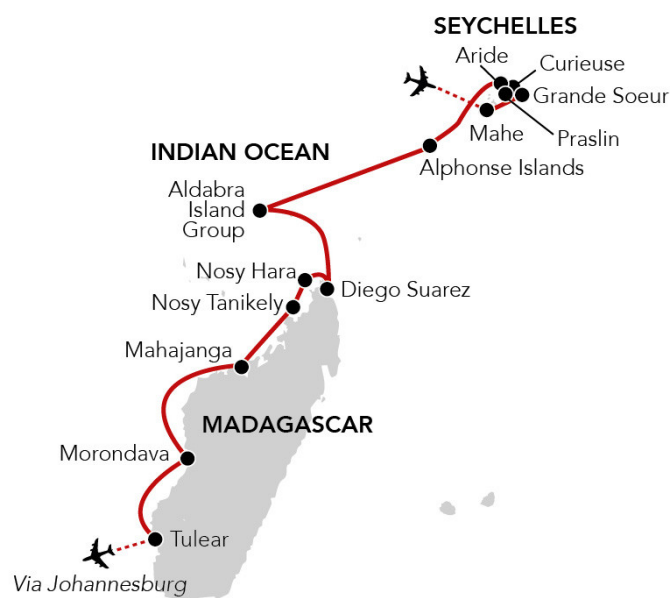 SEYCHELLES
Aride
Curieuse
Grande Soeur
Mahe
Praslin
INDIAN OCEAN
Alphonse Islands
Aldabra
Island
Group
Nosy Hara
Diego Suarez
Nosy Tanikely
Mahajanga
MADAGASCAR
Morondava
Tulear
Via Johannesburg